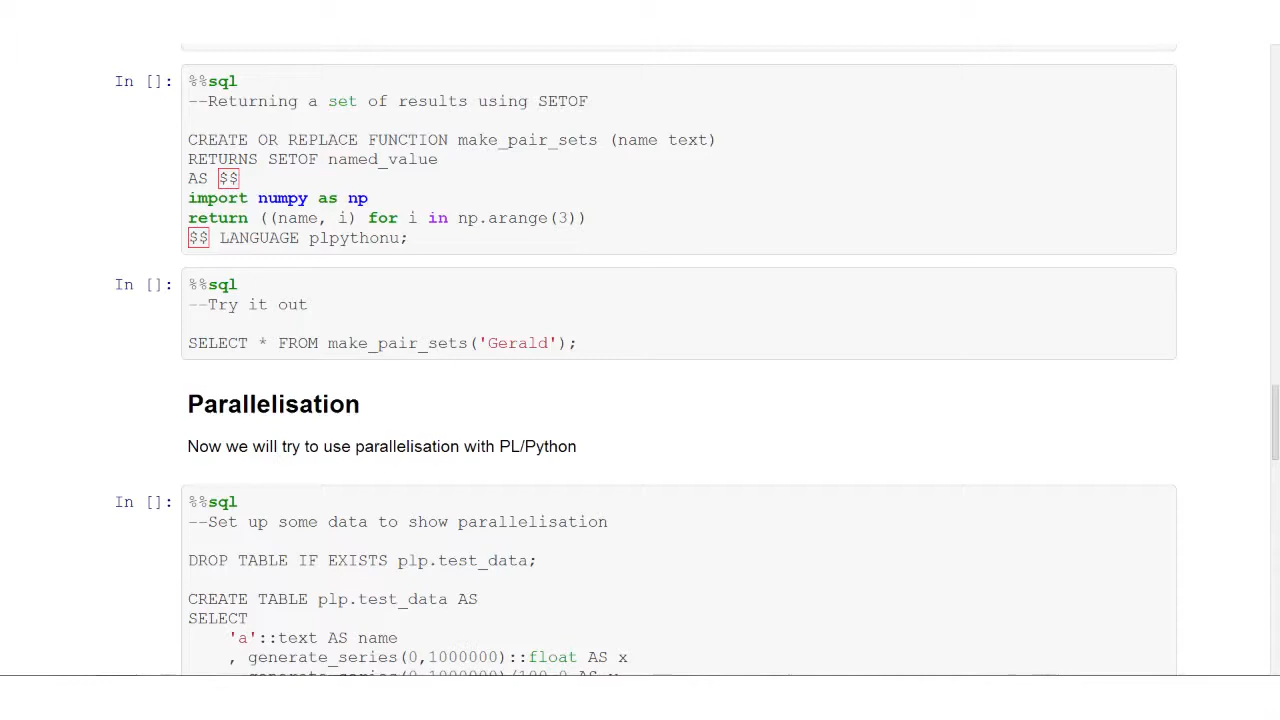 In []: %%sql
--Returning a set of results using SETOF
CREATE OR REPLACE FUNCTION make_pair_sets (name text)
RETURNS SETOF named_value
AS $$
import numpy as np
return ((name, i) for i in np.arange(3))
$$ LANGUAGE plpythonu;
In []: %%sql
--Try it out
SELECT * FROM make_pair_sets('Gerald');
Parallelisation
Now we will try to use parallelisation with PL/Python
In []: %%sql
--Set up some data to show parallelisation
DROP TABLE IF EXISTS plp.test_data;
CREATE TABLE plp.test_data AS
SELECT
'a'::text AS name
, generate_series(0,1000000)::float AS x